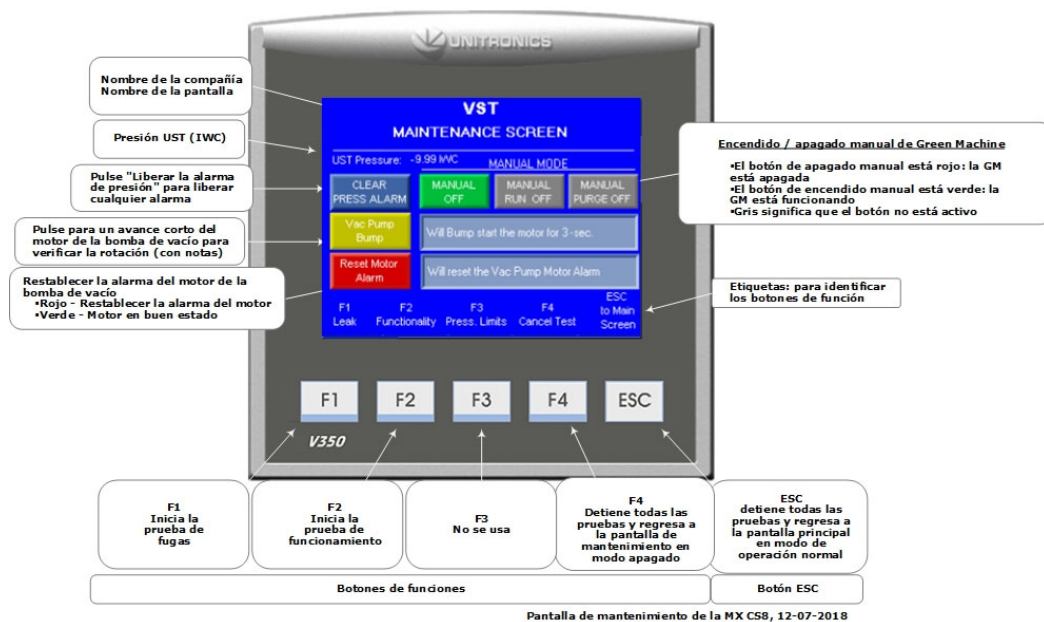 UNITRONICS
Nombre de la compañía
Nombre de la pantalla
VST
MAINTENANCE SCREEN
Presión UST (IWC)
UST Pressure: -9.99 IWC
MANUAL MODE
Pulse "Liberar la alarma
de presión" para liberar
cualquier alarma
CLEAR
PRESS ALARM
MANUAL
OFF
MANUAL
RUN OFF
MANUAL
PURGE OFF
Encendido / apagado manual de Green Machine
▪El botón de apagado manual está rojo: la GM
está apagada
▪El botón de encendido manual está verde: la
GM está funcionando
▪Gris significa que el botón no está activo
Pulse para un avance corto del
motor de la bomba de vacío para
verificar la rotación (con notas)
Vac Pump
Bump
Will Bump start the motor for 3-sec.
Restablecer la alarma del motor de la
bomba de vacío
▪Rojo - Restablecer la alarma del motor
▪Verde - Motor en buen estado
Reset Motor
Alarm
Will reset the Vac Pump Motor Alarm
Etiquetas: para identificar
los botones de función
F1
Leak
F2
Functionality
F3
Press. Limits
F4
Cancel Test
ESC
to Main
Screen
F1
F2
F3
F4
ESC
V350
F1
Inicia la
prueba de
fugas
F2
Inicia la
prueba de
funcionamiento
F3
No se usa
F4
Detiene todas las
pruebas y regresa a
la pantalla de
mantenimiento en
modo apagado
ESC
detiene todas las
pruebas y regresa a
la pantalla principal
en modo de
operación normal
Botones de funciones
Botón ESC
Pantalla de mantenimiento de la MX CS8, 12-07-2018